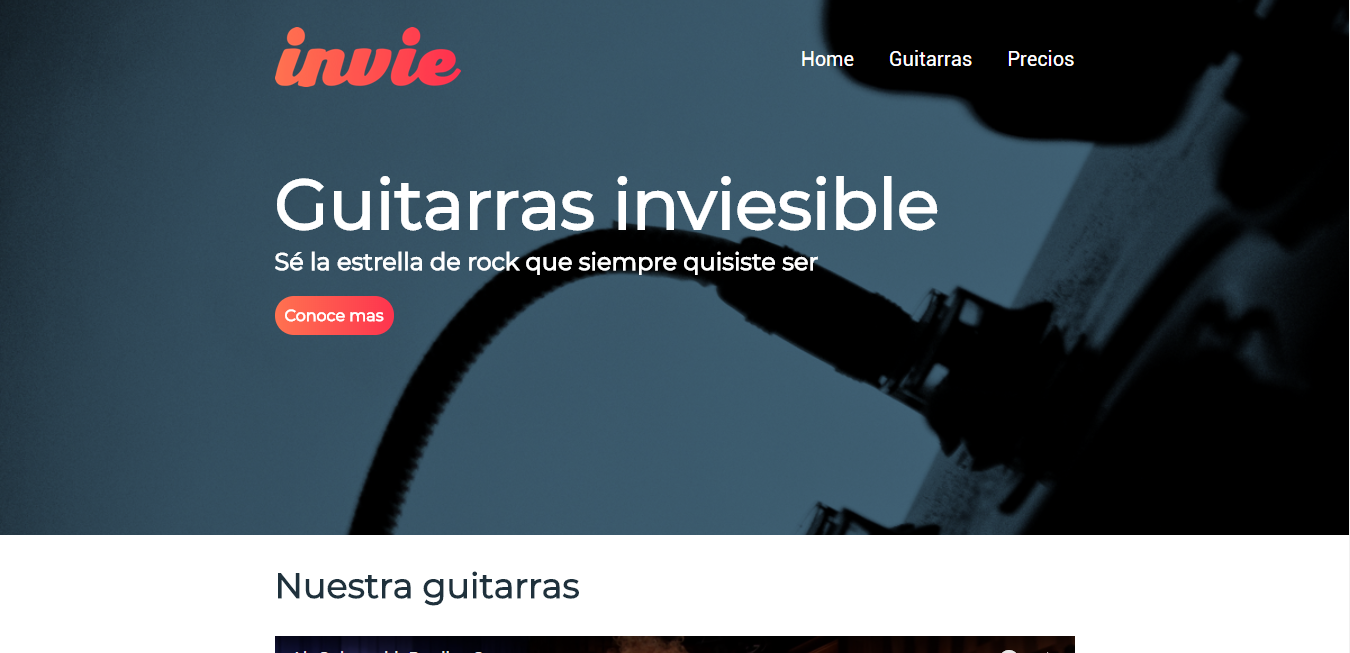 invie
Home Guitarras Precios
Guitarras inviesible
Sé la estrella de rock que siempre quisiste ser
Conoce mas
Nuestra guitarras